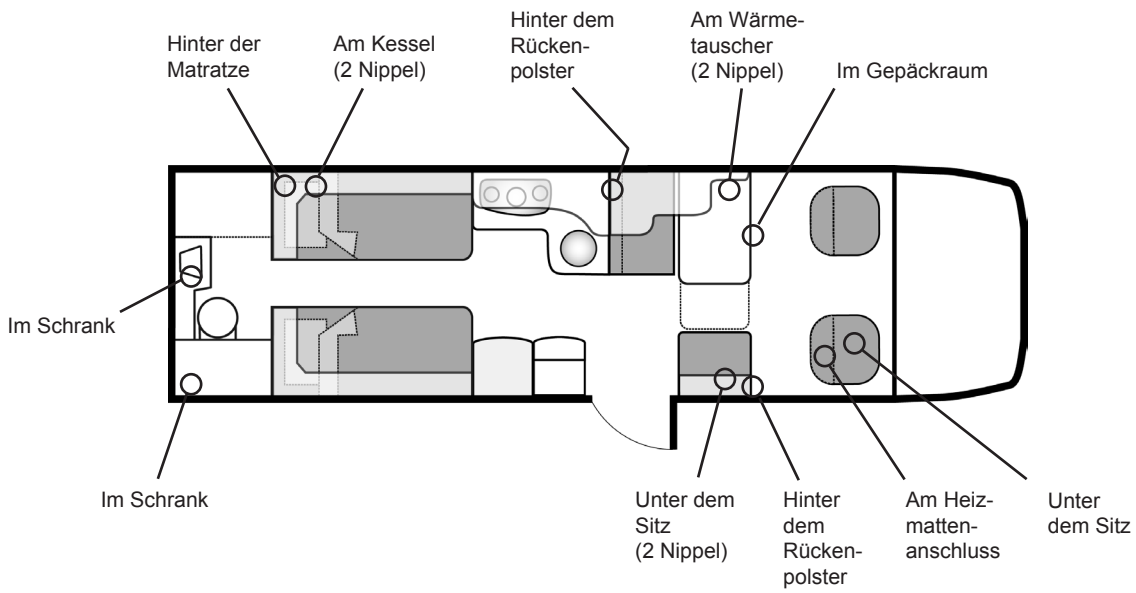 Hinter der
Matratze
Am Kessel
(2 Nippel)
Hinter dem
Rücken-
polster
Am Wärme-
tauscher
(2 Nippel)
Im Gepäckraum
Im Schrank
Im Schrank
Unter dem
Sitz
(2 Nippel)
Hinter
dem
Rücken-
polster
Am Heiz-
matten-
anschluss
Unter
dem Sitz